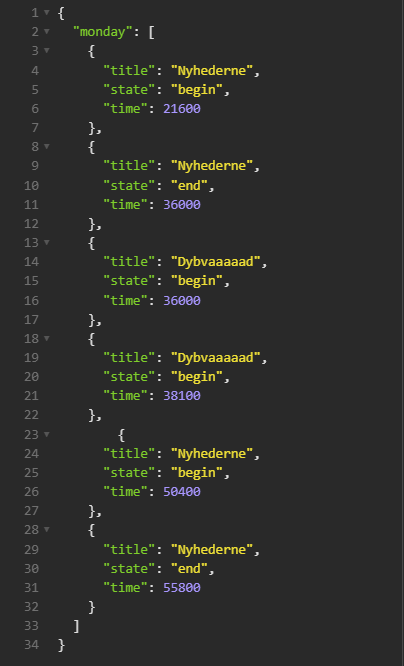 1 {
2   "monday": [
3     {
4       "title": "Nyhederne",
5       "state": "begin",
6       "time": 21600
7     },
8     {
9       "title": "Nyhederne",
10       "state": "end",
11       "time": 36000
12     },
13     {
14       "title": "Dybvaaaaad",
15       "state": "begin",
16       "time": 36000
17     },
18     {
19       "title": "Dybvaaaaad",
20       "state": "begin",
21       "time": 38100
22     },
23         {
24       "title": "Nyhederne",
25       "state": "begin",
26       "time": 50400
27     },
28     {
29       "title": "Nyhederne",
30       "state": "end",
31       "time": 55800
32     }
33   ]
34 }